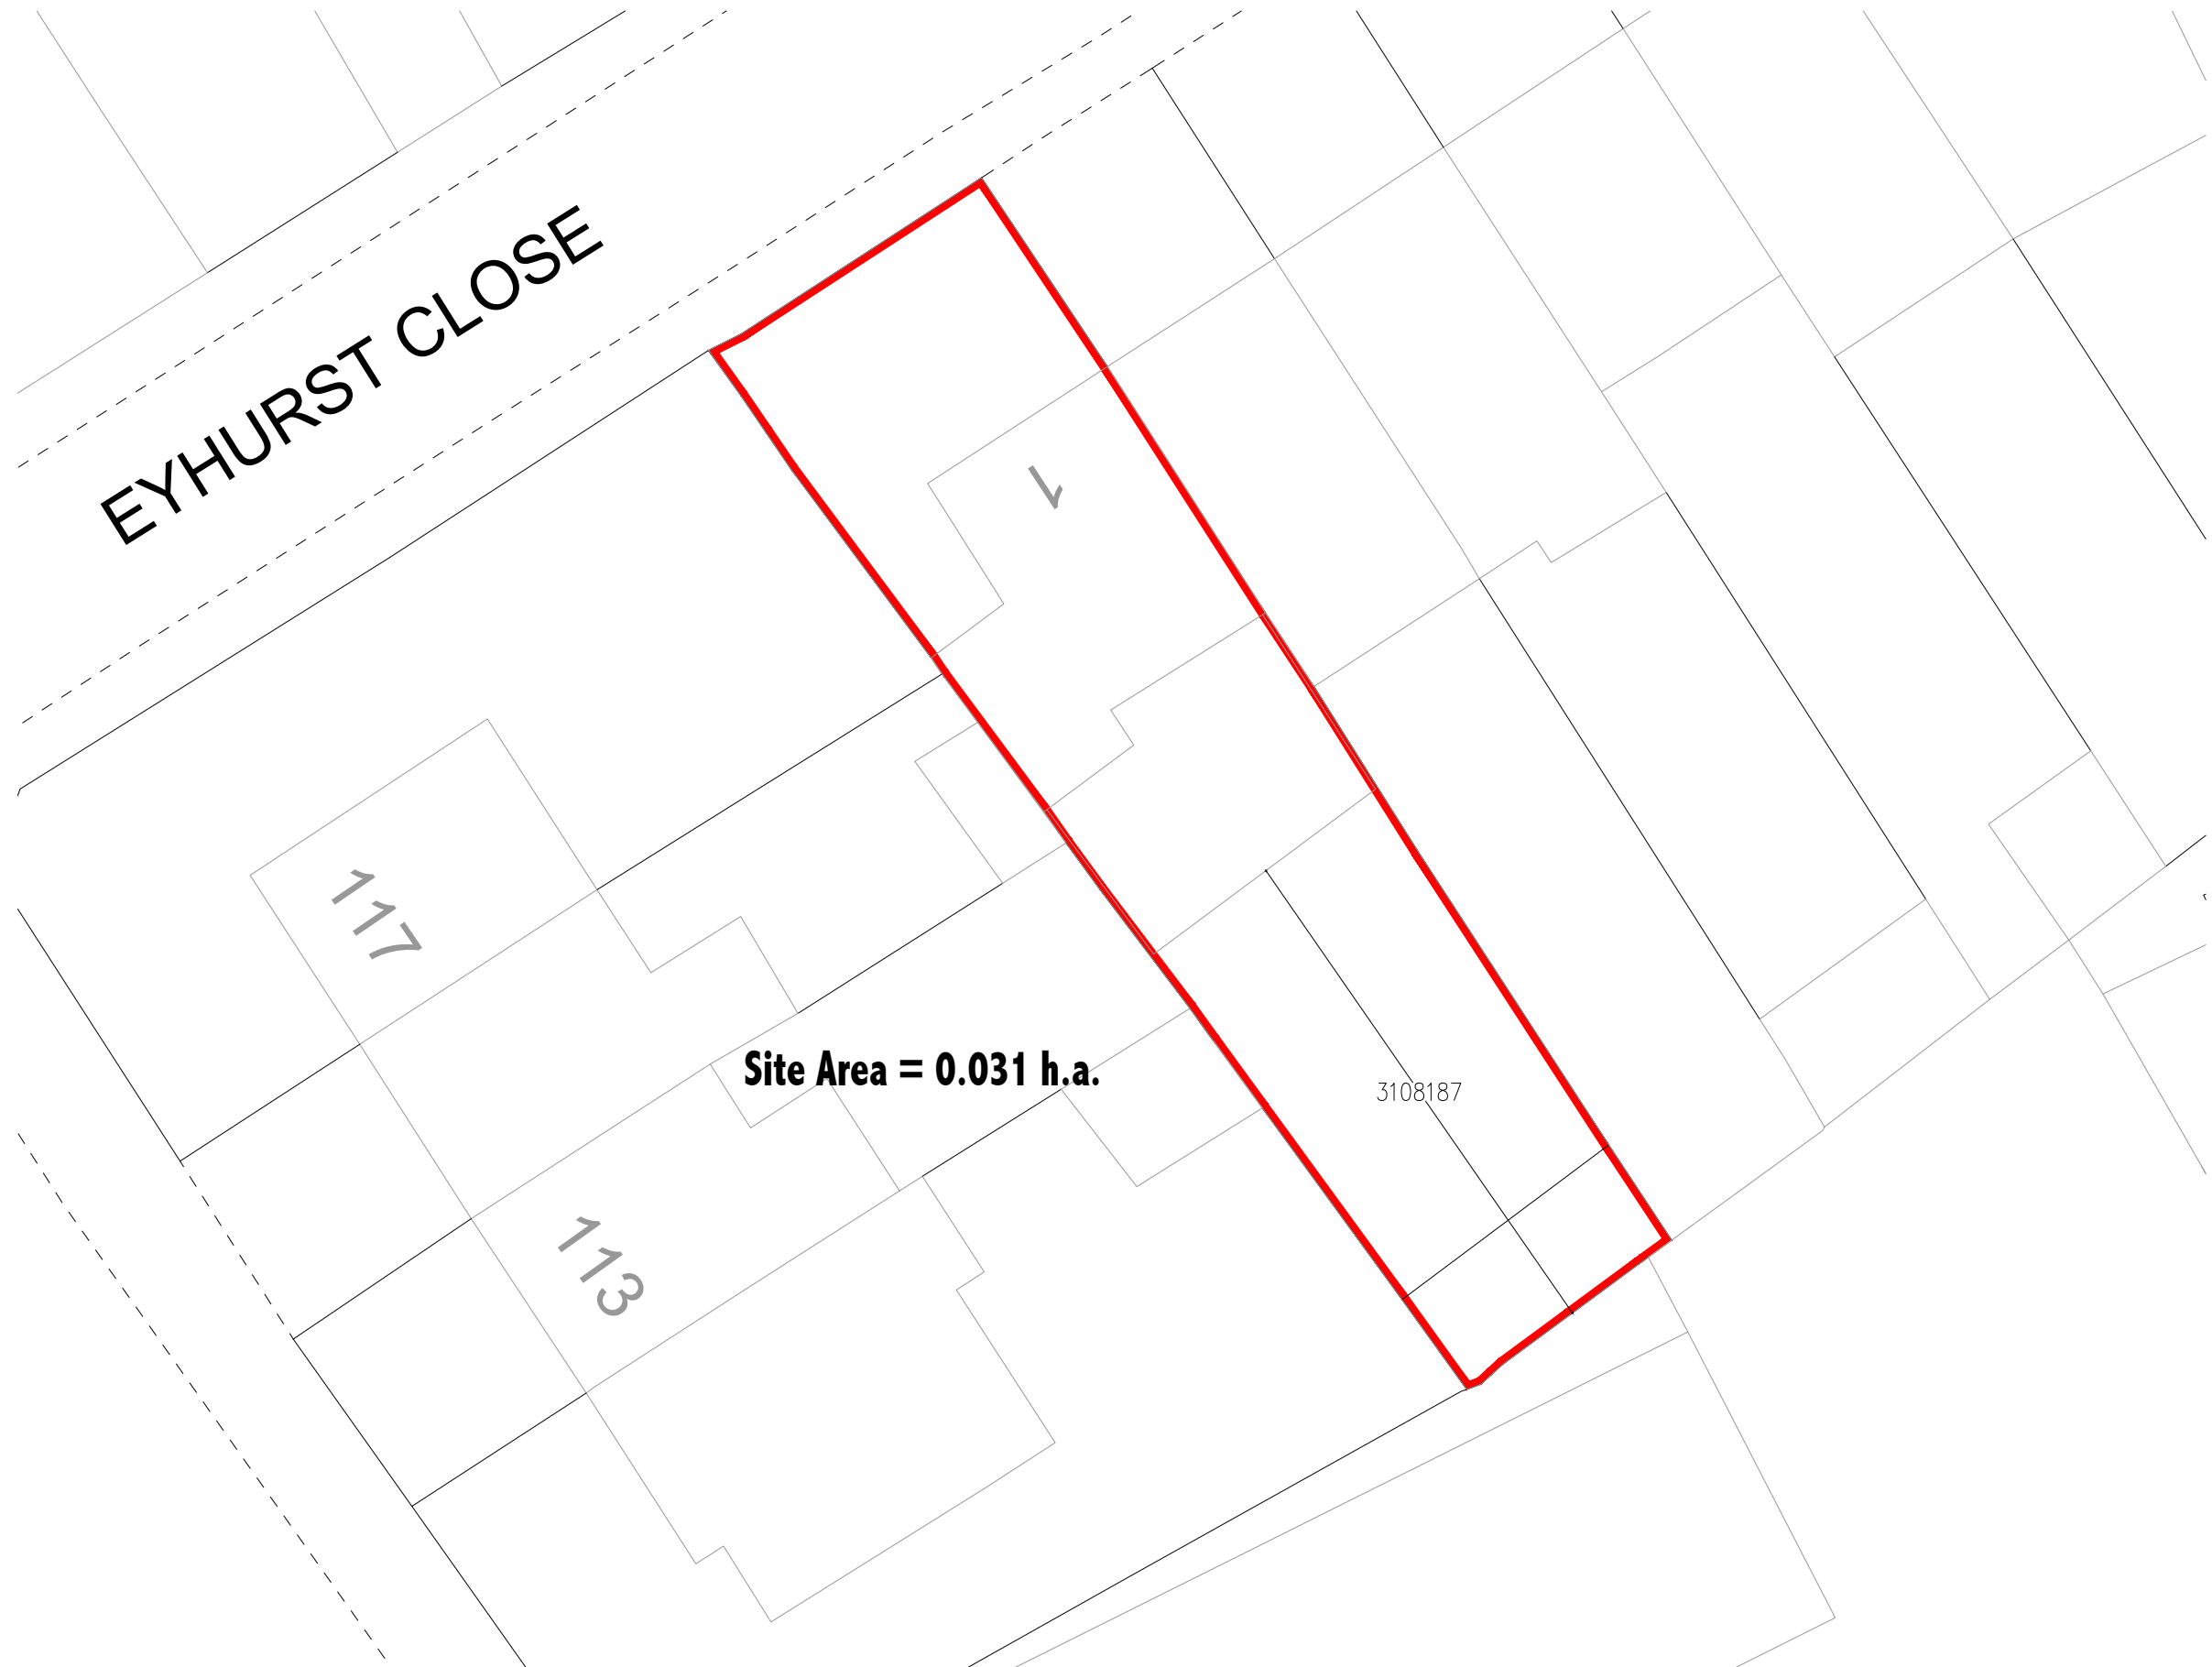 EYHURST CLOSE
1
117
Site Area = 0.031 h.a.
3108187
113